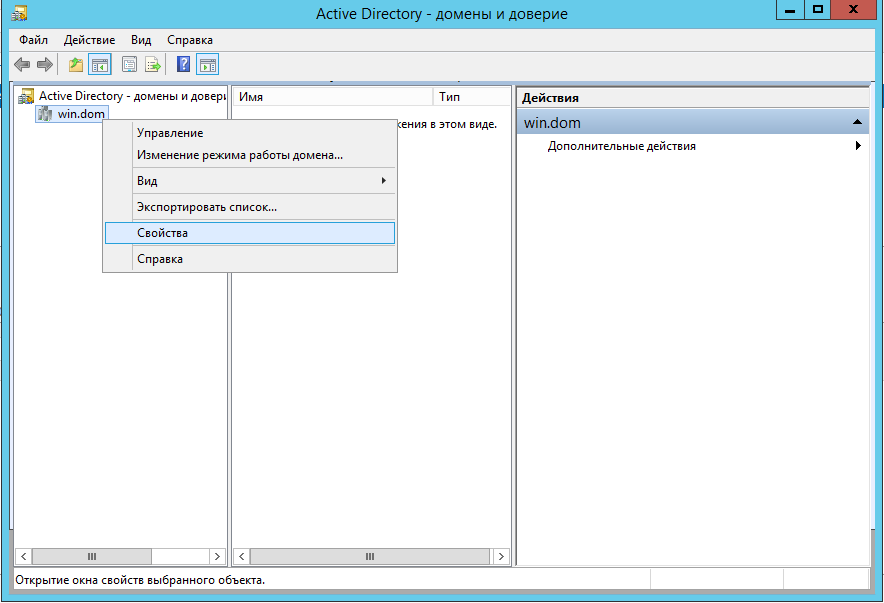 Active Directory - домены и доверие
Файл Действие Вид Справка
Active Directory - домены и довери
win.dom
Имя Тип
жения в этом виде.
Управление
Изменение режима работы домена...
Вид
Экспортировать список...
Свойства
Справка
Действия
win.dom
Дополнительные действия
Открытие окна свойств выбранного объекта.